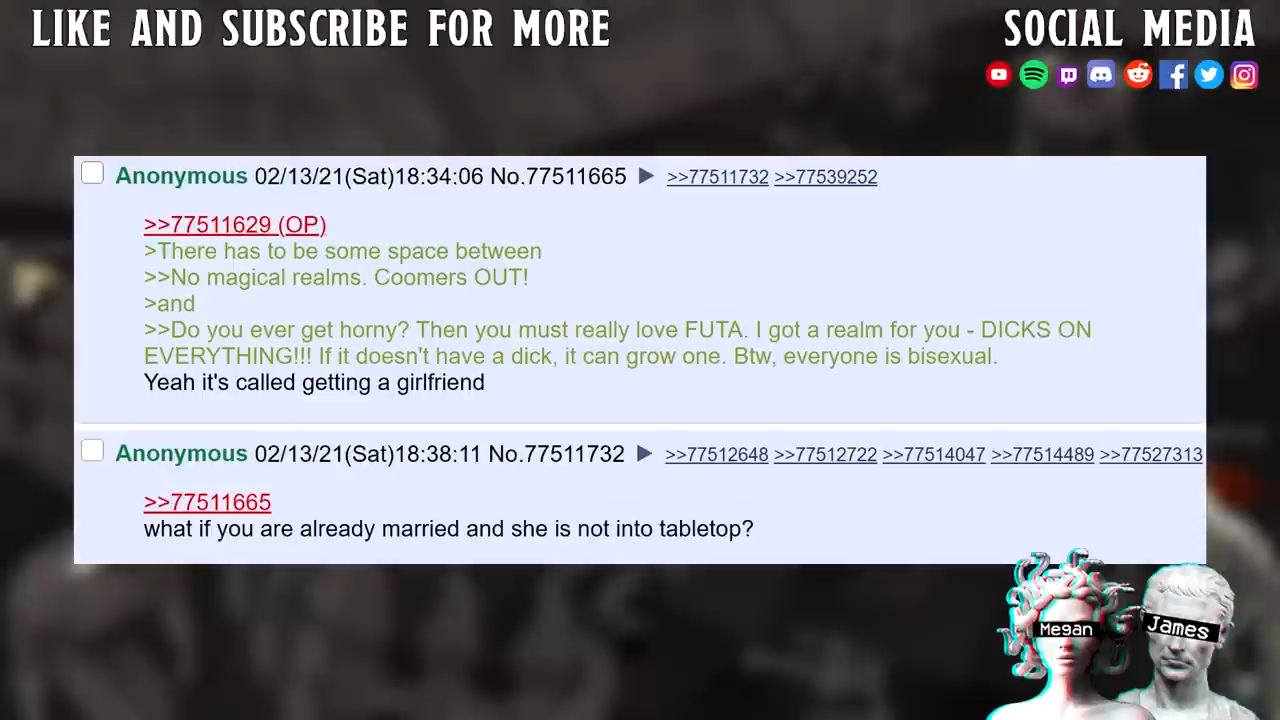 LIKE AND SUBSCRIBE FOR MORE
SOCIAL MEDIA
Anonymous 02/13/21(Sat)18:34:06 No.77511665 ▶ >>77511732 >>77539252
>>77511629 (OP)
>There has to be some space between
>>No magical realms. Coomers OUT!
>and
>>Do you ever get horny? Then you must really love FUTA. I got a realm for you - DICKS ON
EVERYTHING!!! If it doesn't have a dick, it can grow one. Btw, everyone is bisexual.
Yeah it's called getting a girlfriend
Anonymous 02/13/21(Sat)18:38:11 No.77511732 ▶ >>77512648 >>77512722 >>77514047 >>77514489 >>77527313
>>77511665
what if you are already married and she is not into tabletop?
Megan
James